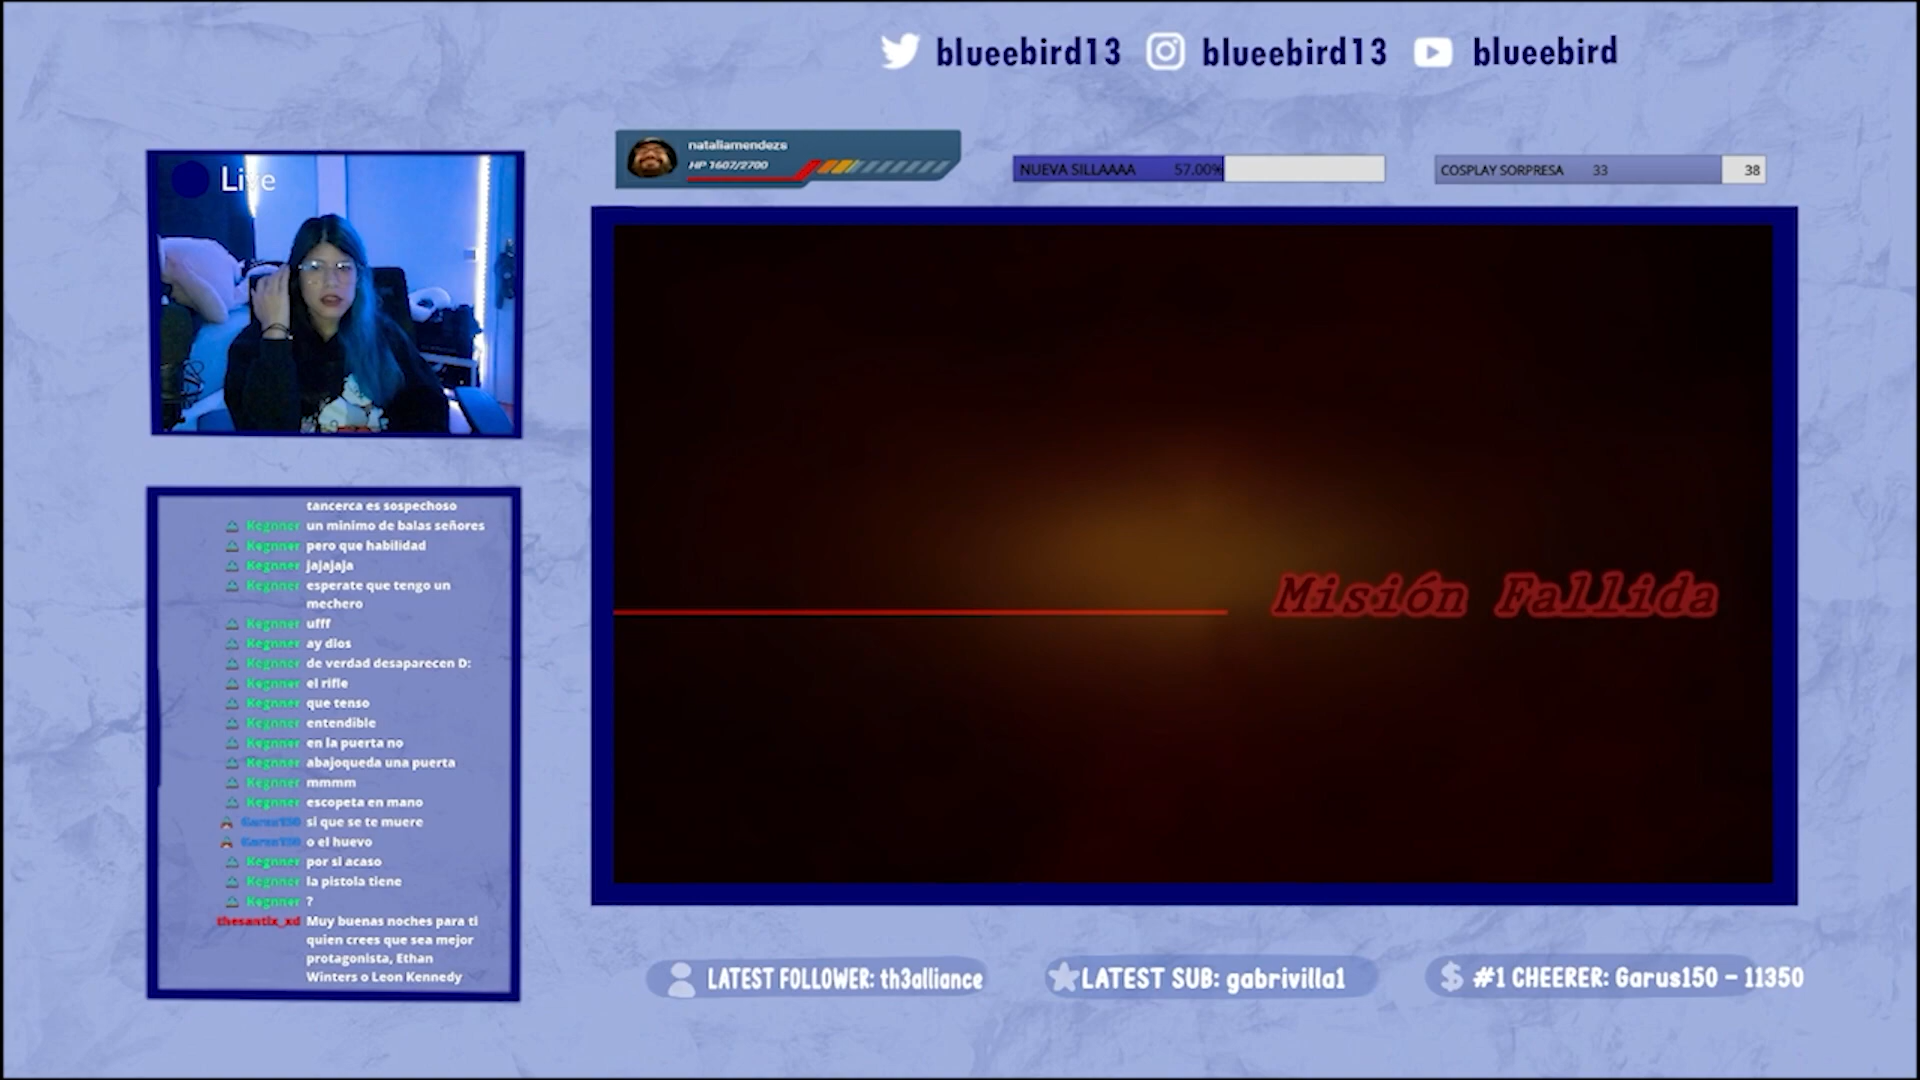 blueebird13 blueebird13 blueebird
nataliamendezs
HP 1607/2700
NUEVA SILLAAAA 57.00%
COSPLAY SORPRESA 33 38
Live
Misión Fallida
tancerca es sospechoso
Kegnner un minimo de balas señores
Kegnner pero que habilidad
Kegnner jajajaja
Kegnner esperate que tengo un
mechero
Kegnner ufff
Kegnner ay dios
Kegnner de verdad desaparecen D:
Kegnner el rifle
Kegnner que tenso
Kegnner entendible
Kegnner en la puerta no
Kegnner abajoqueda una puerta
Kegnner mmmm
Kegnner escopeta en mano
Garus150 si que se te muere
Garus150 o el huevo
Kegnner por si acaso
Kegnner la pistola tiene
Kegnner ?
thesantix_xd Muy buenas noches para ti
quien crees que sea mejor
protagonista, Ethan
Winters o Leon Kennedy
LATEST FOLLOWER: th3alliance
LATEST SUB: gabrivilla1
#1 CHEERER: Garus150 - 11350